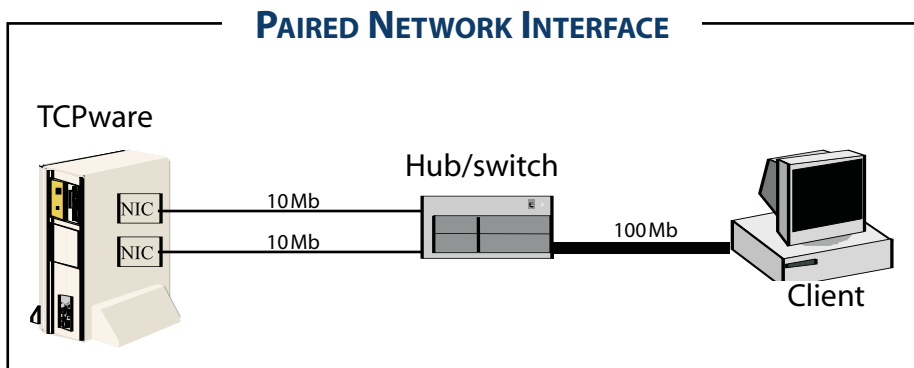 PAIRED NETWORK INTERFACE
TCPware
Hub/switch
NIC
10Mb
NIC
10Mb
100Mb
Client